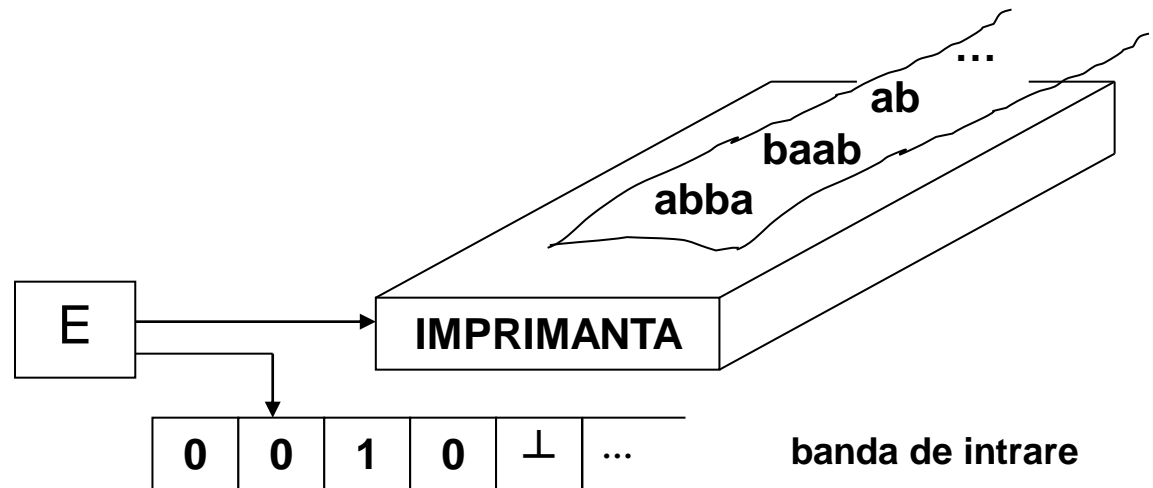 ...
ab
baab
abba
E
IMPRIMANTA
0 0 1 0 ⊥ ...
banda de intrare